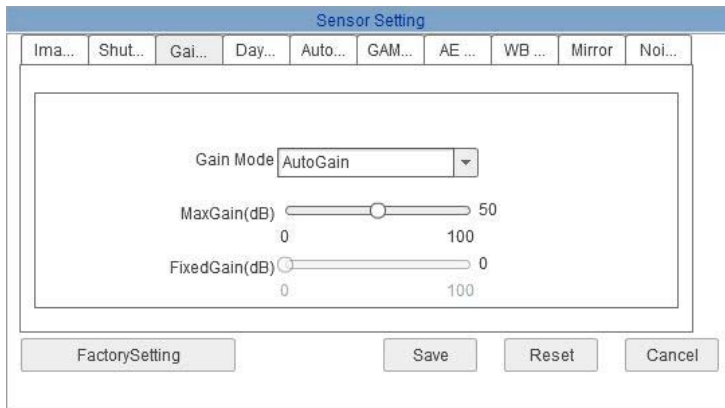 Sensor Setting
Ima... Shut... Gai... Day... Auto... GAM... AE ... WB ... Mirror Noi...
Gain Mode AutoGain
MaxGain(dB) 50
0 100
FixedGain(dB) 0
0 100
FactorySetting Save Reset Cancel